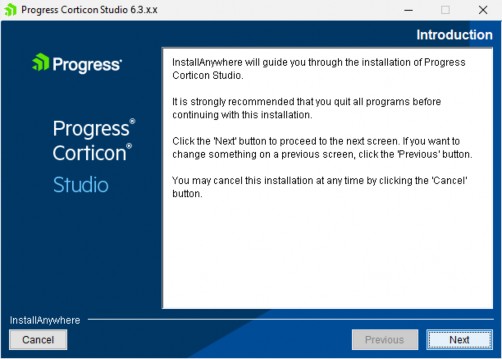 Progress Corticon Studio 6.3.x.x
Introduction
Progress®
Progress®
Corticon®
Studio
InstallAnywhere will guide you through the installation of Progress
Corticon Studio.
It is strongly recommended that you quit all programs before
continuing with this installation.
Click the 'Next' button to proceed to the next screen. If you want to
change something on a previous screen, click the 'Previous' button.
You may cancel this installation at any time by clicking the 'Cancel'
button.
InstallAnywhere
Cancel
Previous
Next